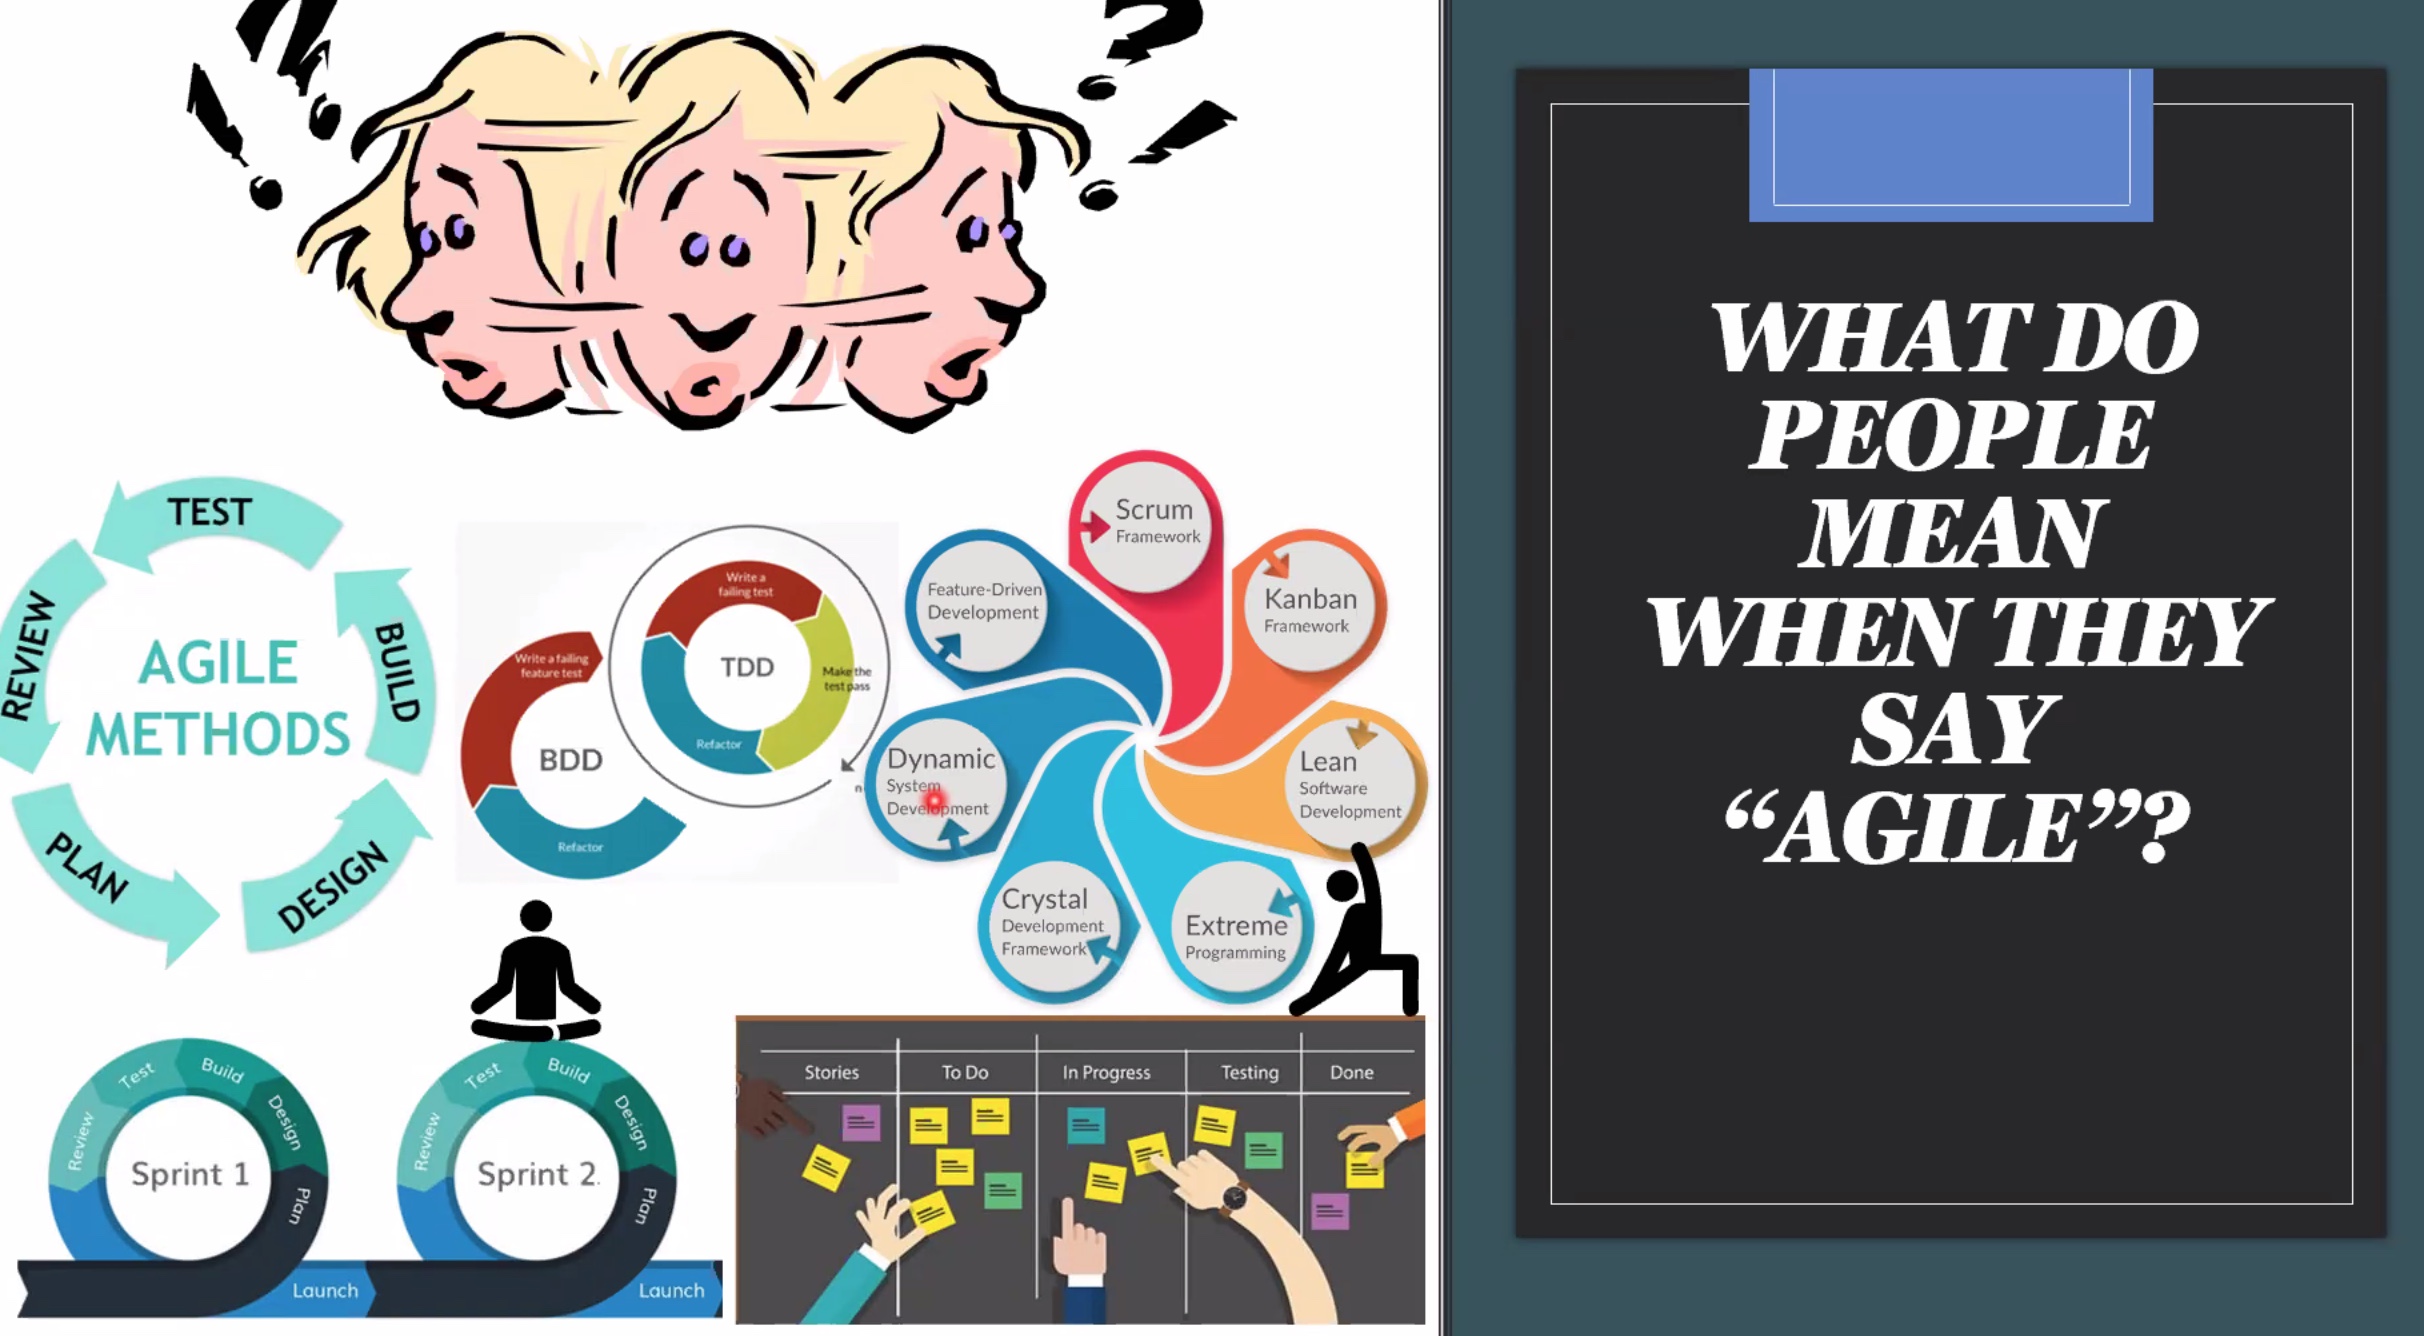 TEST
REVIEW
BUILD
AGILE
METHODS
PLAN
DESIGN
Write a failing
feature test
BDD
Refactor
Write a
failing test
TDD
Make the
test pass
Refactor
n
Scrum
Framework
Feature-Driven
Development
Kanban
Framework
Dynamic
System
Development
Lean
Software
Development
Crystal
Development
Framework
Extreme
Programming
Test
Build
Review
Design
Sprint 1
Plan
Launch
Test
Build
Review
Design
Sprint 2.
Plan
Launch
Stories
To Do
In Progress
Testing
Done
WHAT DO
PEOPLE
MEAN
WHEN THEY
SAY
“AGILE”?